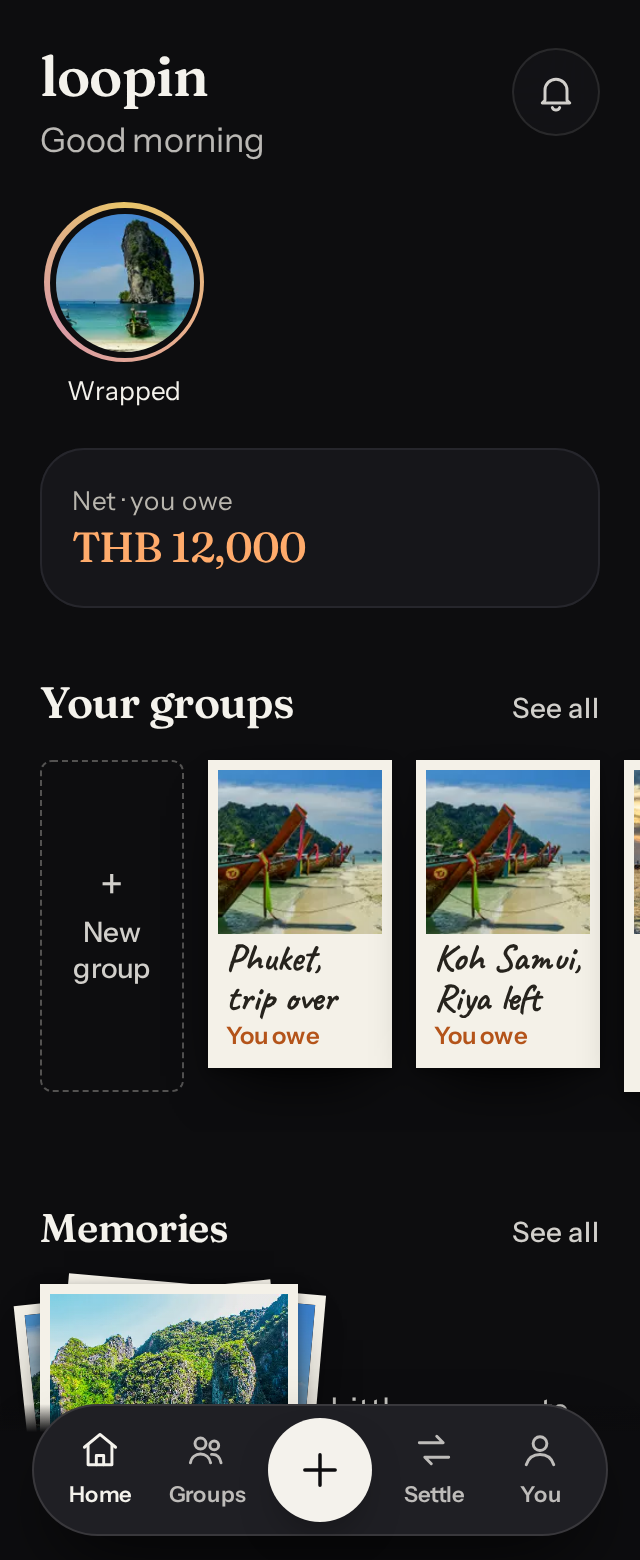 loopin
Good morning
Wrapped
Net · you owe
THB 12,000
Your groups
See all
+
New
group
Phuket,
trip over
You owe
Koh Samui,
Riya left
You owe
Memories
See all
Home
Groups
+
Settle
You